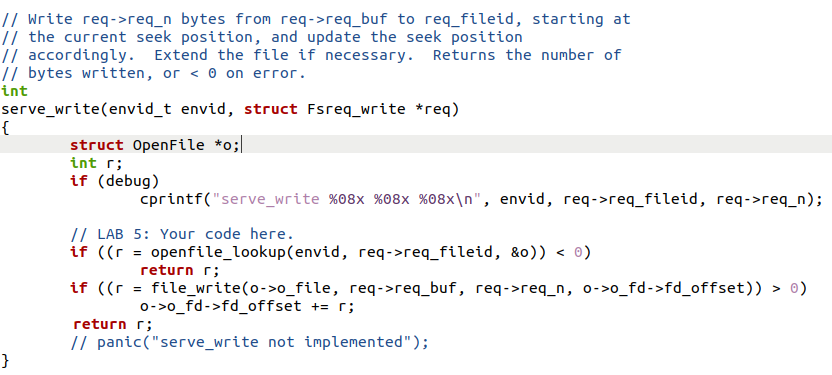 // Write req->req_n bytes from req->req_buf to req_fileid, starting at
// the current seek position, and update the seek position
// accordingly.  Extend the file if necessary.  Returns the number of
// bytes written, or < 0 on error.
int
serve_write(envid_t envid, struct Fsreq_write *req)
{
        struct OpenFile *o;
        int r;
        if (debug)
                cprintf("serve_write %08x %08x %08x\n", envid, req->req_fileid, req->req_n);

        // LAB 5: Your code here.
        if ((r = openfile_lookup(envid, req->req_fileid, &o)) < 0)
                return r;
        if ((r = file_write(o->o_file, req->req_buf, req->req_n, o->o_fd->fd_offset)) > 0)
                o->o_fd->fd_offset += r;
        return r;
        // panic("serve_write not implemented");
}